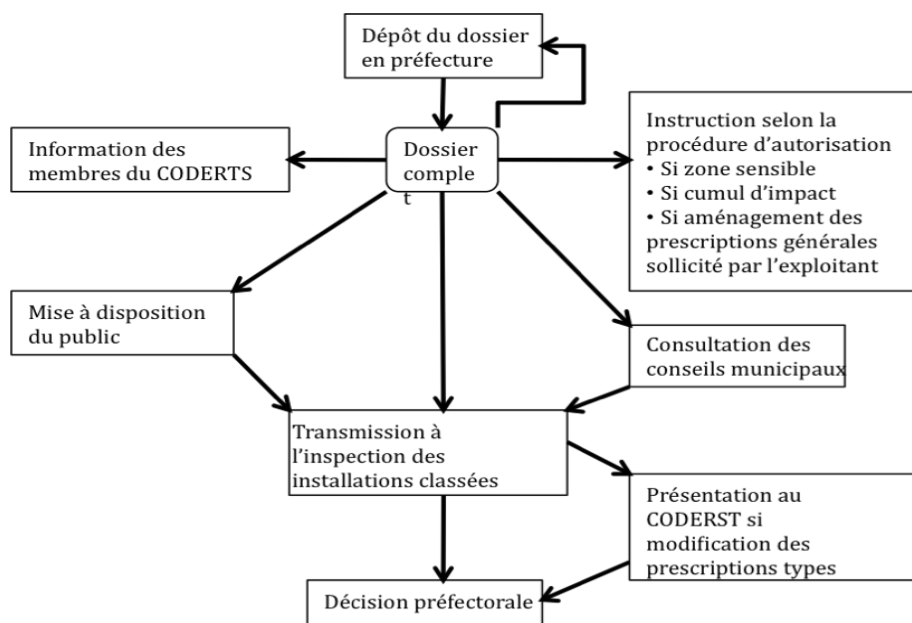 Dépôt du dossier
en préfecture
Information des
membres du CODERTS
Dossier
comple
t
Instruction selon la
procédure d'autorisation
• Si zone sensible
• Si cumul d'impact
• Si aménagement des
prescriptions générales
sollicité par l'exploitant
Mise à disposition
du public
Consultation des
conseils municipaux
Transmission à
l'inspection des
installations classées
Présentation au
CODERST si
modification des
prescriptions types
Décision préfectorale